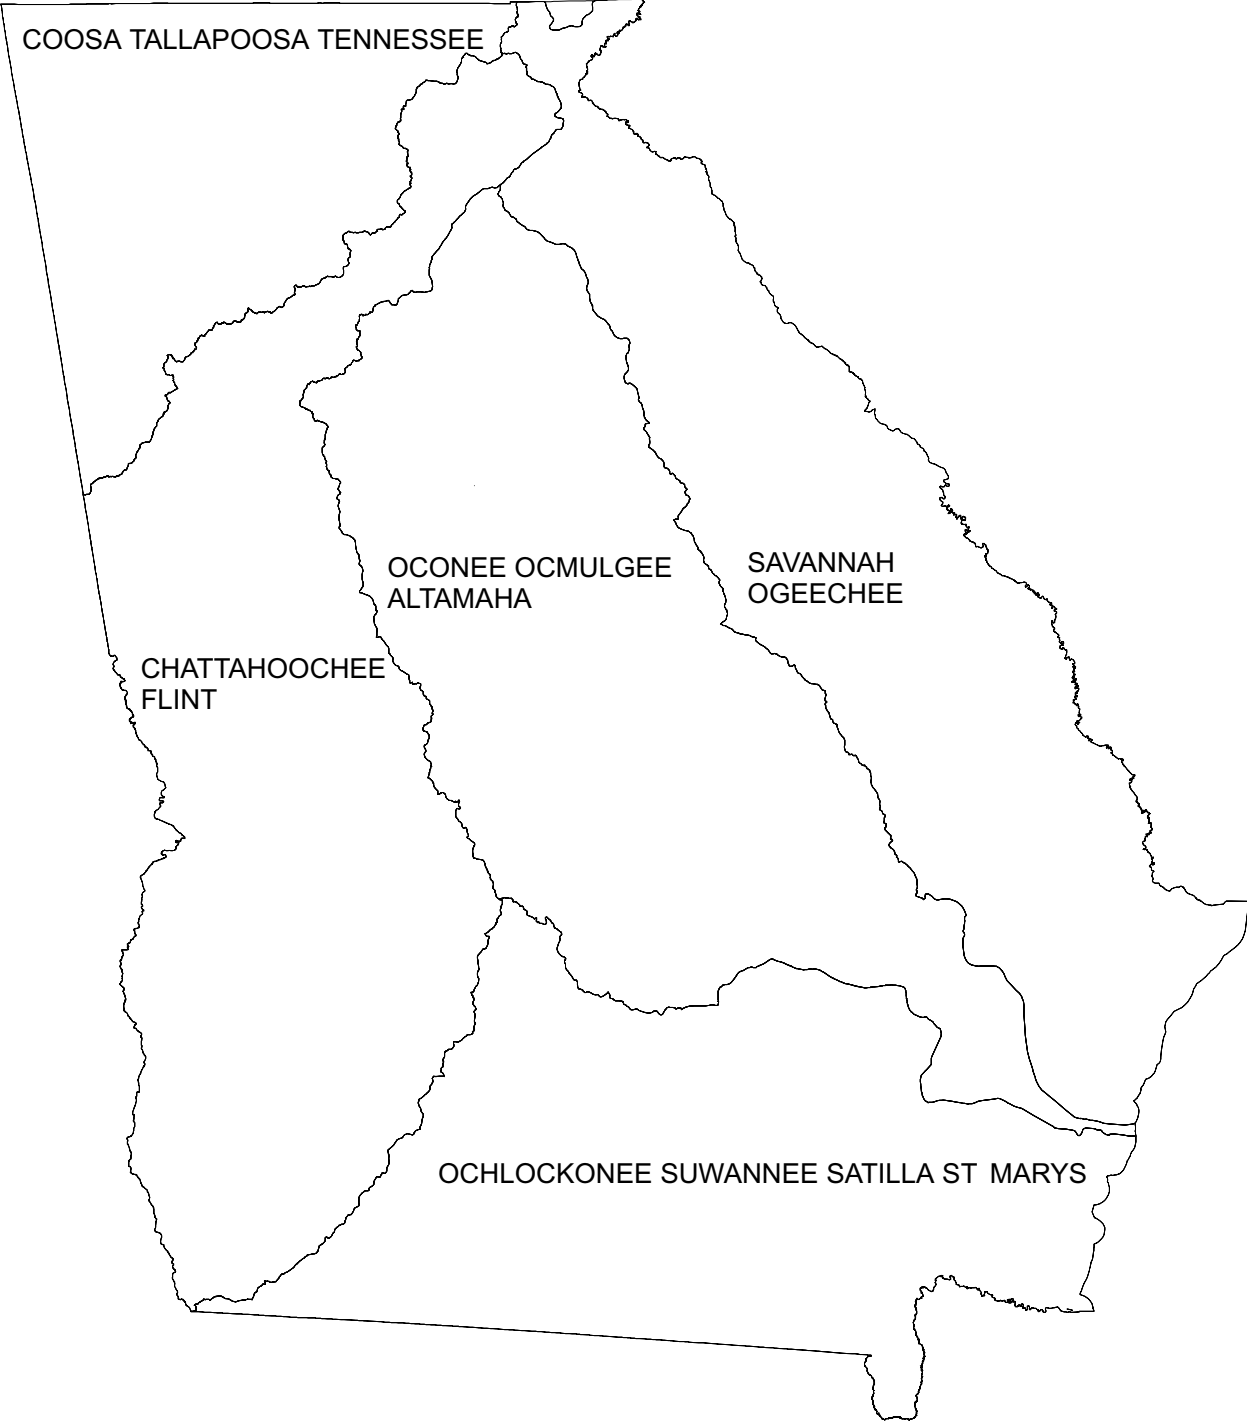 COOSA TALLAPOOSA TENNESSEE
OCONEE OCMULGEE
ALTAMAHA
SAVANNAH
OGEECHEE
CHATTAHOOCHEE
FLINT
OCHLOCKONEE SUWANNEE SATILLA ST MARYS